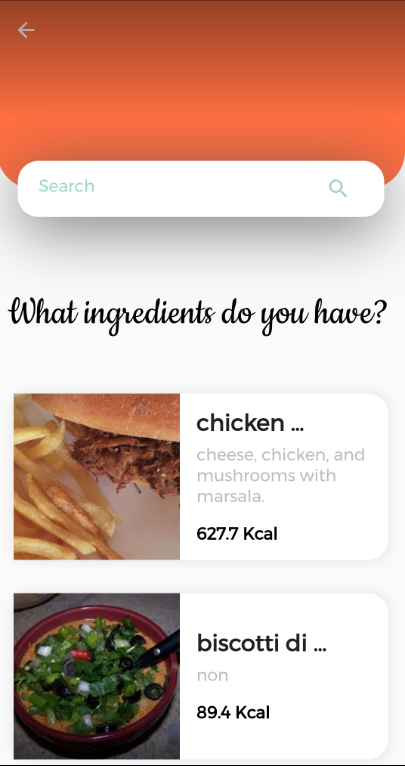 Search
What ingredients do you have?
chicken ...
cheese, chicken, and
mushrooms with
marsala.
627.7 Kcal
biscotti di ...
non
89.4 Kcal